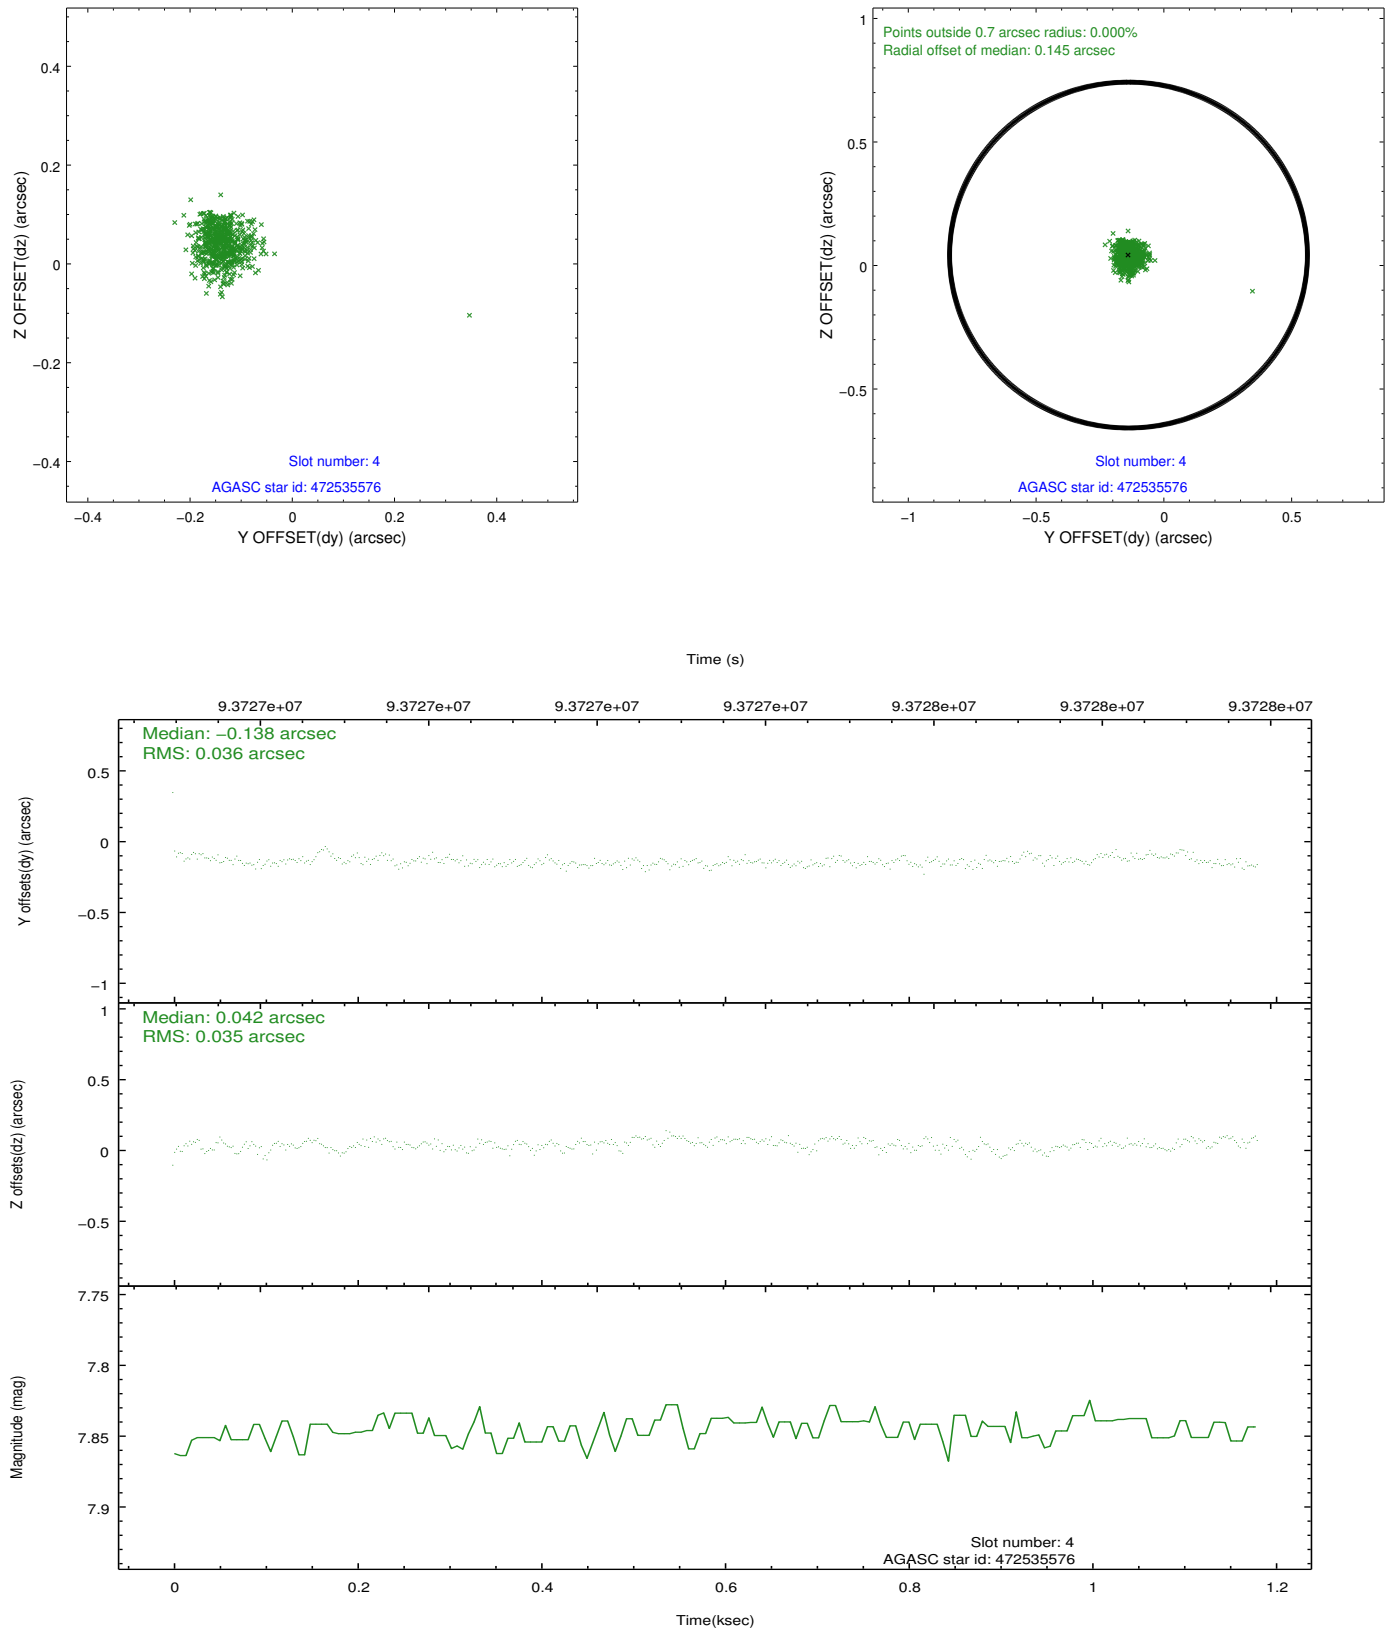 0.4
0.2
0
−0.2
−0.4
Z OFFSET(dz) (arcsec)
Slot number: 4
AGASC star id: 472535576
−0.4 −0.2 0 0.2 0.4
Y OFFSET(dy) (arcsec)
Points outside 0.7 arcsec radius: 0.000%
Radial offset of median: 0.145 arcsec
1
0.5
0
−0.5
Z OFFSET(dz) (arcsec)
Slot number: 4
AGASC star id: 472535576
−1 −0.5 0 0.5
Y OFFSET(dy) (arcsec)
Time (s)
9.3727e+07 9.3727e+07 9.3727e+07 9.3727e+07 9.3728e+07 9.3728e+07 9.3728e+07
Median: −0.138 arcsec
RMS: 0.036 arcsec
0.5
0
−0.5
−1
Y offsets(dy) (arcsec)
Median: 0.042 arcsec
RMS: 0.035 arcsec
1
0.5
0
−0.5
Z offsets(dz) (arcsec)
7.75
7.8
7.85
7.9
Magnitude (mag)
Slot number: 4
AGASC star id: 472535576
0 0.2 0.4 0.6 0.8 1 1.2
Time(ksec)